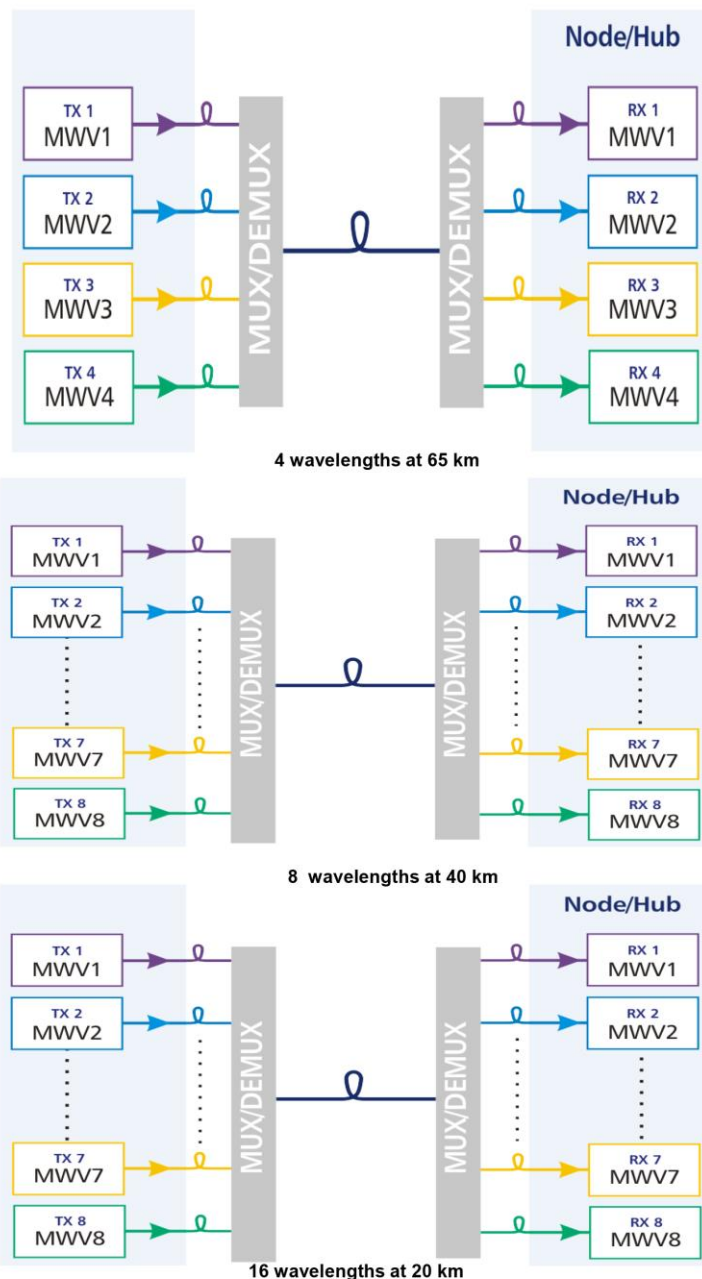 Node/Hub
TX 1
MWV1
TX 2
MWV2
TX 3
MWV3
TX 4
MWV4
MUX/DEMUX
MUX/DEMUX
RX 1
MWV1
RX 2
MWV2
RX 3
MWV3
RX 4
MWV4
4 wavelengths at 65 km
Node/Hub
TX 1
MWV1
TX 2
MWV2
TX 7
MWV7
TX 8
MWV8
MUX/DEMUX
MUX/DEMUX
RX 1
MWV1
RX 2
MWV2
RX 7
MWV7
RX 8
MWV8
8 wavelengths at 40 km
Node/Hub
TX 1
MWV1
TX 2
MWV2
TX 7
MWV7
TX 8
MWV8
MUX/DEMUX
MUX/DEMUX
RX 1
MWV1
RX 2
MWV2
RX 7
MWV7
RX 8
MWV8
16 wavelengths at 20 km